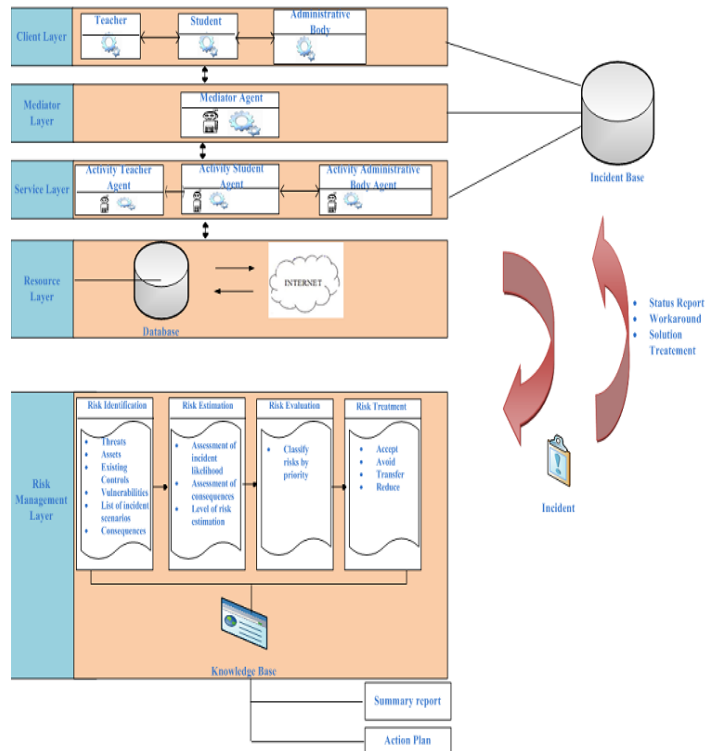 Client Layer
Teacher
Student
Administrative
Body
Mediator
Layer
Mediator Agent
Service Layer
Activity Teacher
Agent
Activity Student
Agent
Activity Administrative
Body Agent
Incident Base
Resource
Layer
Database
INTERNET
• Status Report
• Workaround
• Solution
Treatement
Incident
Risk
Management
Layer
Risk Identification
• Threats
• Assets
• Existing
Controls
• Vulnerabilities
• List of incident
scenarios
• Consequences
Risk Estimation
• Assessment of
incident
likelihood
• Assessment of
consequences
• Level of risk
estimation
Risk Evaluation
• Classify
risks by
priority
Risk Treatment
• Accept
• Avoid
• Transfer
• Reduce
Knowledge Base
Summary report
Action Plan